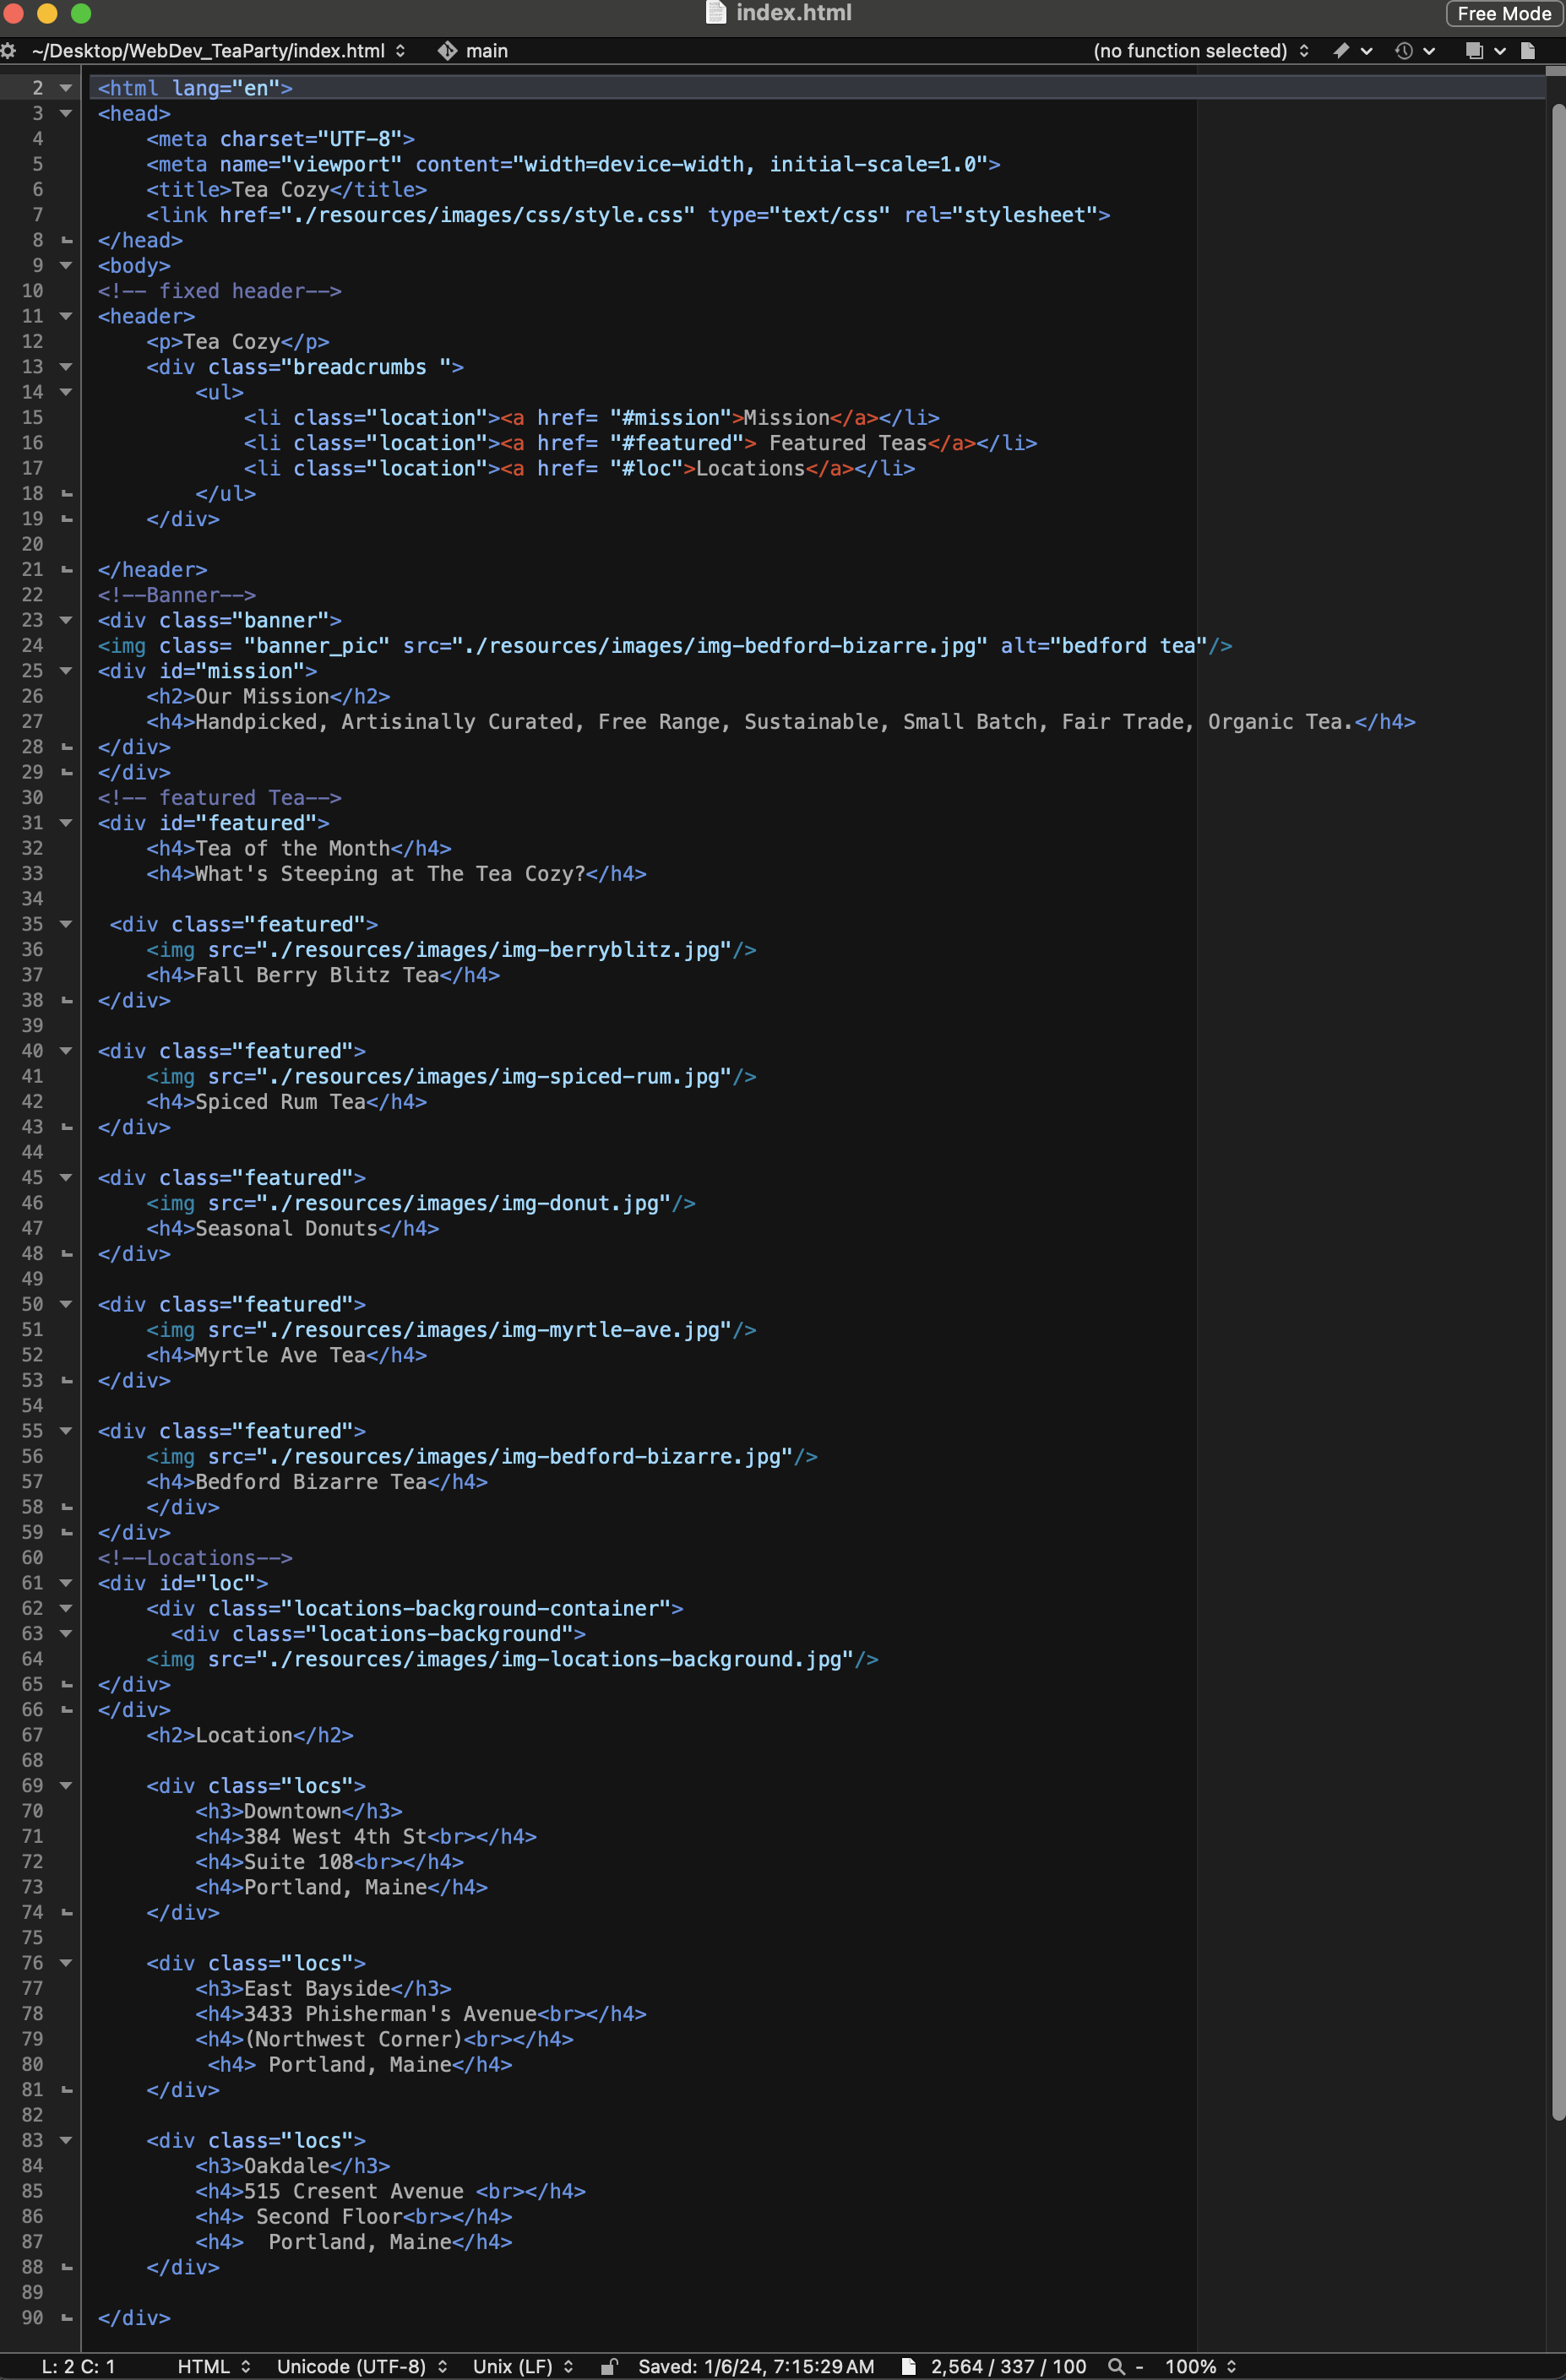 index.html
Free Mode
~/Desktop/WebDev_TeaParty/index.html main (no function selected)
2 <html lang="en">
3 <head>
4     <meta charset="UTF-8">
5     <meta name="viewport" content="width=device-width, initial-scale=1.0">
6     <title>Tea Cozy</title>
7     <link href="./resources/images/css/style.css" type="text/css" rel="stylesheet">
8 </head>
9 <body>
10 <!-- fixed header-->
11 <header>
12     <p>Tea Cozy</p>
13     <div class="breadcrumbs ">
14         <ul>
15             <li class="location"><a href= "#mission">Mission</a></li>
16             <li class="location"><a href= "#featured"> Featured Teas</a></li>
17             <li class="location"><a href= "#loc">Locations</a></li>
18         </ul>
19     </div>
20
21 </header>
22 <!--Banner-->
23 <div class="banner">
24 <img class= "banner_pic" src="./resources/images/img-bedford-bizarre.jpg" alt="bedford tea"/>
25 <div id="mission">
26     <h2>Our Mission</h2>
27     <h4>Handpicked, Artisinally Curated, Free Range, Sustainable, Small Batch, Fair Trade, Organic Tea.</h4>
28 </div>
29 </div>
30 <!-- featured Tea-->
31 <div id="featured">
32     <h4>Tea of the Month</h4>
33     <h4>What's Steeping at The Tea Cozy?</h4>
34
35  <div class="featured">
36     <img src="./resources/images/img-berryblitz.jpg"/>
37     <h4>Fall Berry Blitz Tea</h4>
38 </div>
39
40 <div class="featured">
41     <img src="./resources/images/img-spiced-rum.jpg"/>
42     <h4>Spiced Rum Tea</h4>
43 </div>
44
45 <div class="featured">
46     <img src="./resources/images/img-donut.jpg"/>
47     <h4>Seasonal Donuts</h4>
48 </div>
49
50 <div class="featured">
51     <img src="./resources/images/img-myrtle-ave.jpg"/>
52     <h4>Myrtle Ave Tea</h4>
53 </div>
54
55 <div class="featured">
56     <img src="./resources/images/img-bedford-bizarre.jpg"/>
57     <h4>Bedford Bizarre Tea</h4>
58     </div>
59 </div>
60 <!--Locations-->
61 <div id="loc">
62     <div class="locations-background-container">
63       <div class="locations-background">
64     <img src="./resources/images/img-locations-background.jpg"/>
65 </div>
66 </div>
67     <h2>Location</h2>
68
69     <div class="locs">
70         <h3>Downtown</h3>
71         <h4>384 West 4th St<br></h4>
72         <h4>Suite 108<br></h4>
73         <h4>Portland, Maine</h4>
74     </div>
75
76     <div class="locs">
77         <h3>East Bayside</h3>
78         <h4>3433 Phisherman's Avenue<br></h4>
79         <h4>(Northwest Corner)<br></h4>
80          <h4> Portland, Maine</h4>
81     </div>
82
83     <div class="locs">
84         <h3>Oakdale</h3>
85         <h4>515 Cresent Avenue <br></h4>
86         <h4> Second Floor<br></h4>
87         <h4>  Portland, Maine</h4>
88     </div>
89
90 </div>
L: 2 C: 1 HTML Unicode (UTF-8) Unix (LF) Saved: 1/6/24, 7:15:29 AM 2,564 / 337 / 100 - 100%